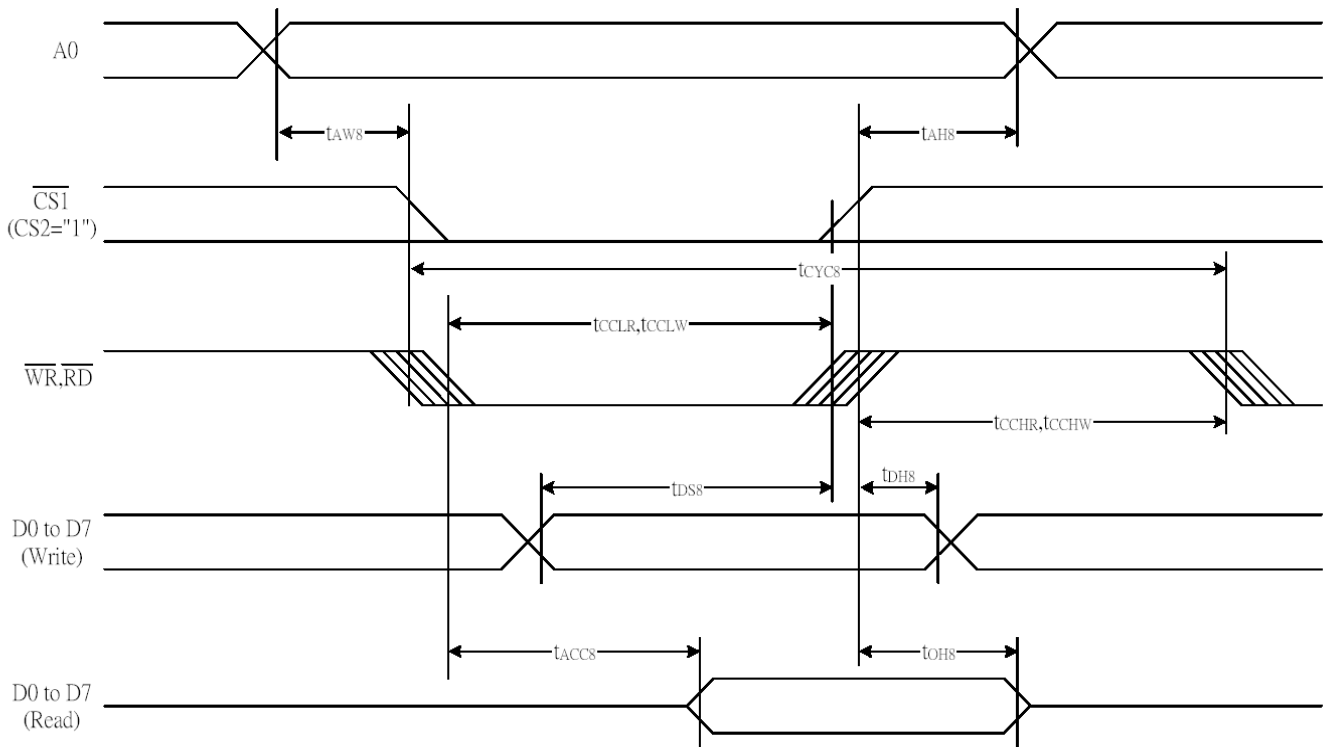 A0
tAW8
tAH8
CS1
(CS2="1")
tCYC8
tCCLR,tCCLW
WR,RD
tCCHR,tCCHW
tDS8
tDH8
D0 to D7
(Write)
tACC8
tOH8
D0 to D7
(Read)